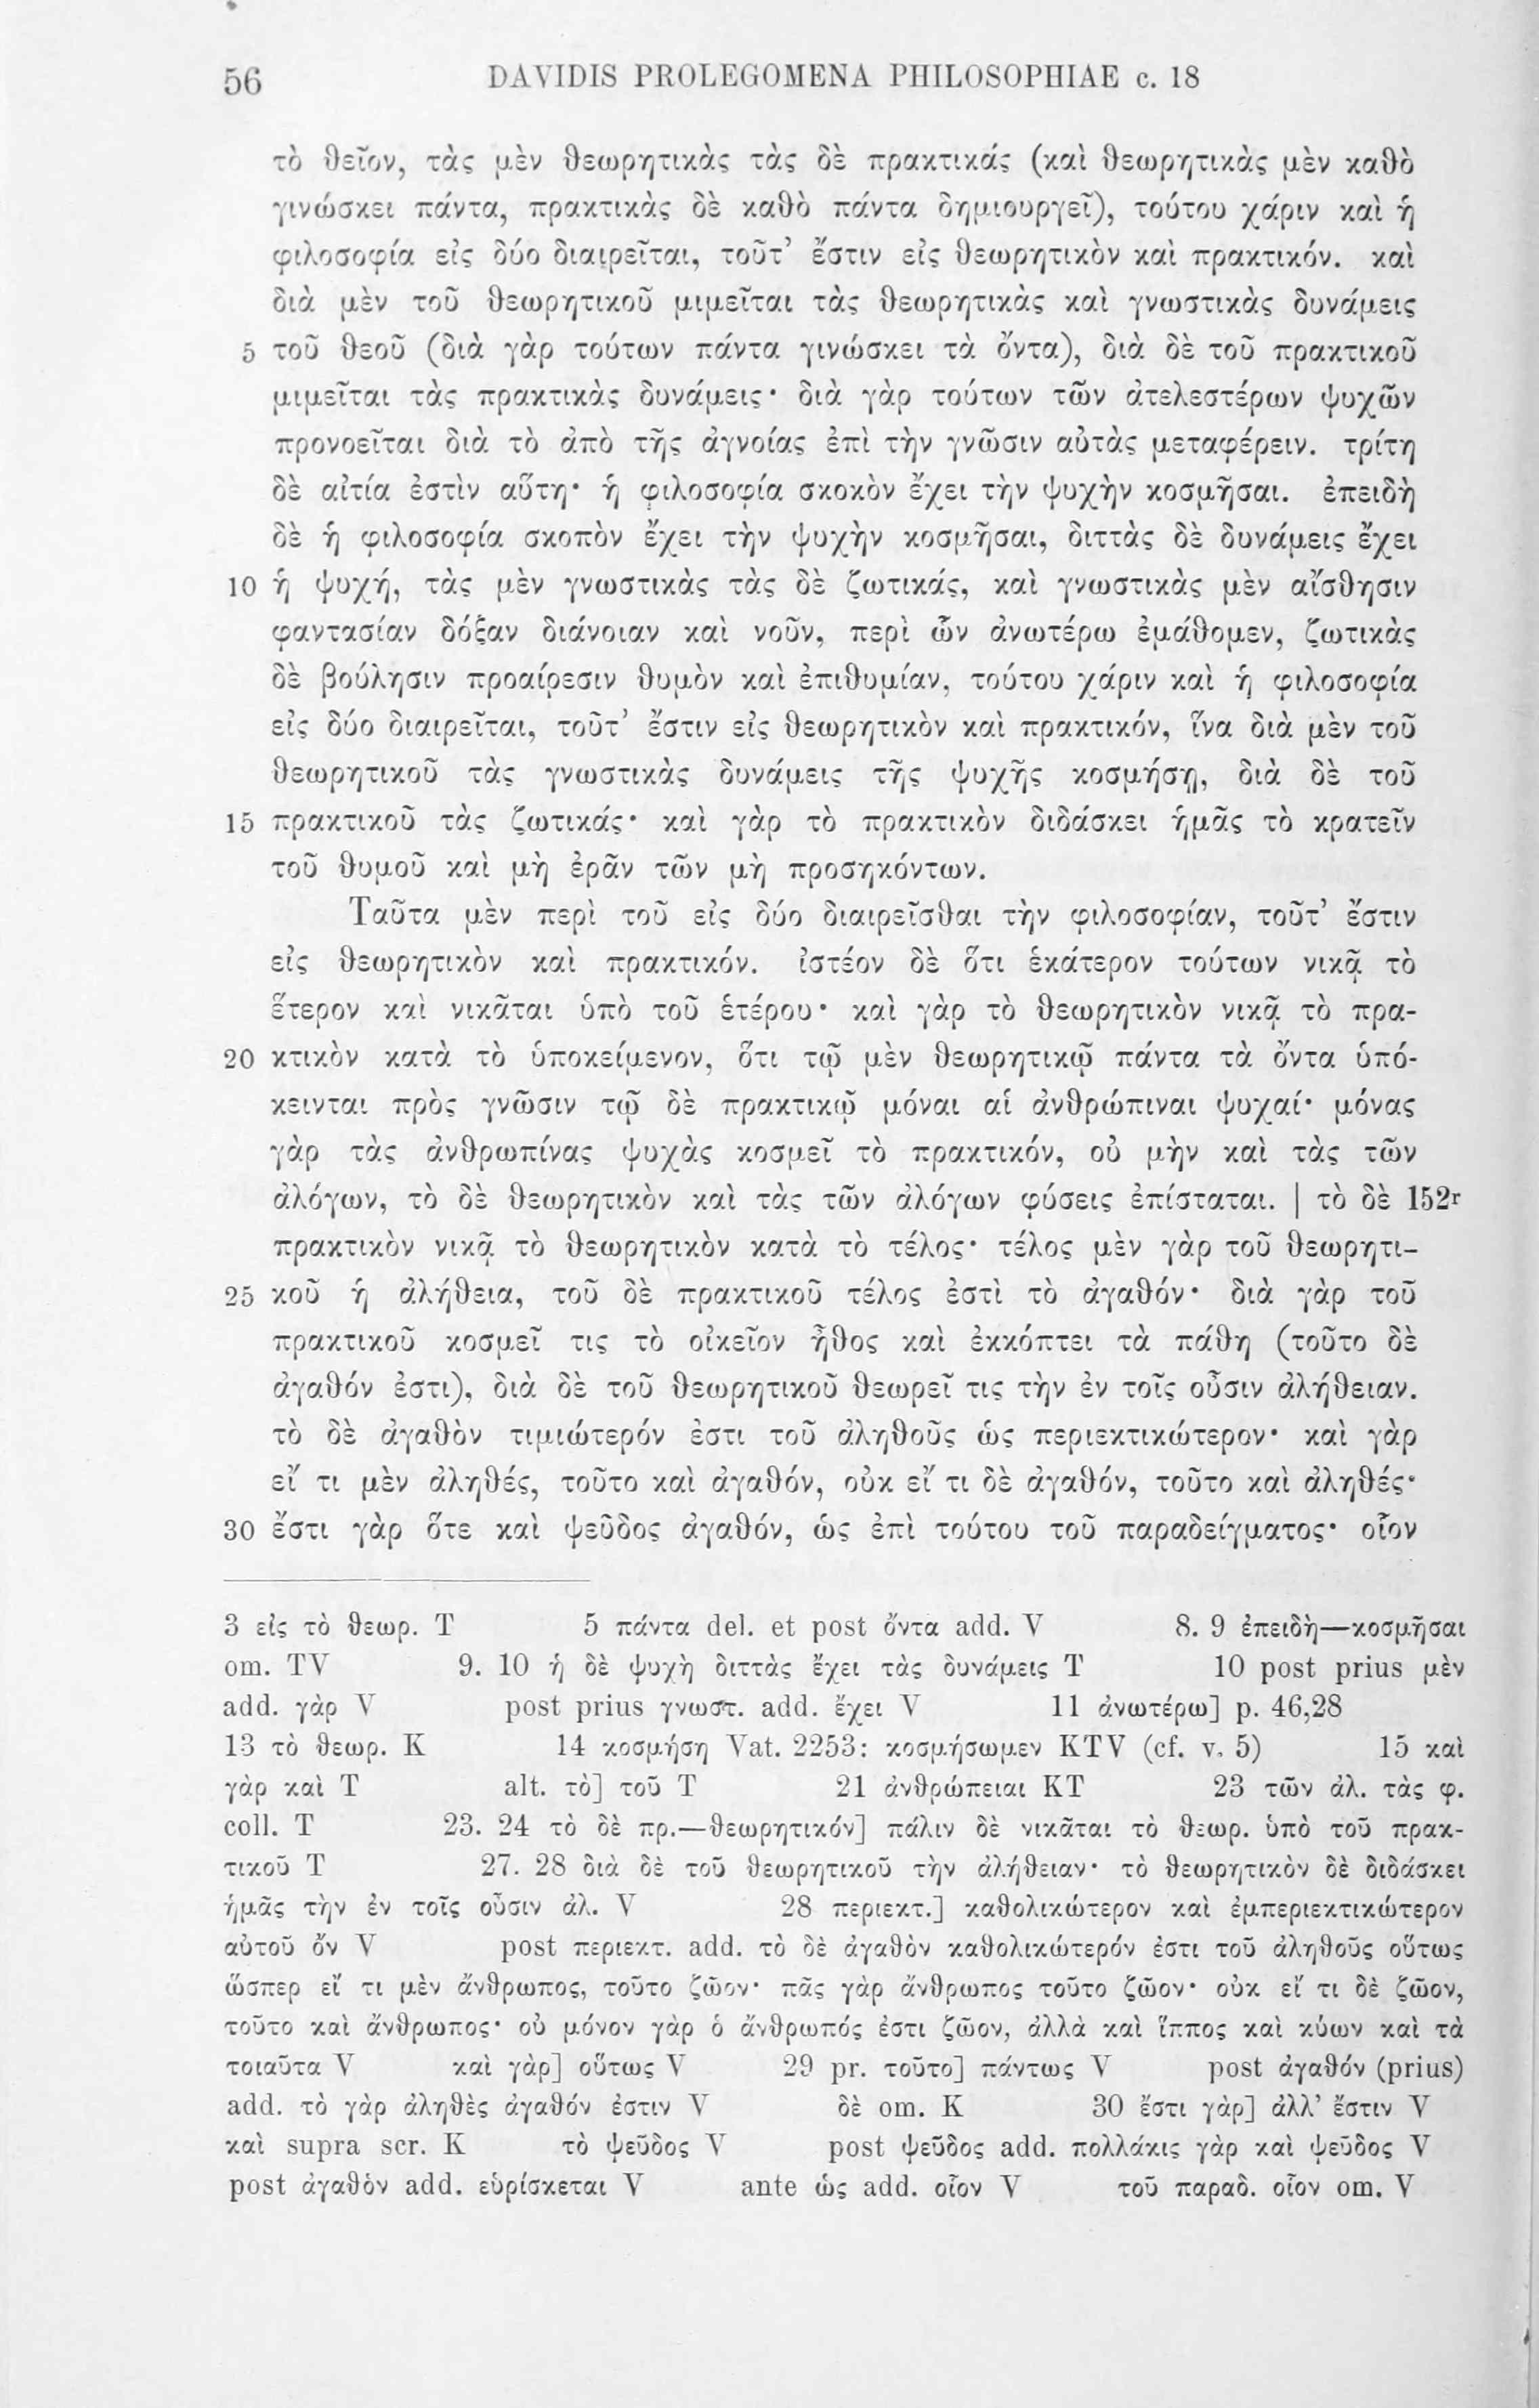 56 DAVIDIS PROLEGOMENA PHILOSOPHIAE c. 18
τὸ θεῖον, τὰς μὲν θεωρητικὰς τὰς δὲ πρακτικάς (καὶ θεωρητικὰς μὲν καθὸ
γινώσκει πάντα, πρακτικὰς δὲ καθὸ πάντα δημιουργεῖ), τούτου χάριν καὶ ἡ
φιλοσοφία εἰς δύο διαιρεῖται, τοῦτ’ ἔστιν εἰς θεωρητικὸν καὶ πρακτικόν. καὶ
διὰ μὲν τοῦ θεωρητικοῦ μιμεῖται τὰς θεωρητικὰς καὶ γνωστικὰς δυνάμεις
5 τοῦ θεοῦ (διὰ γὰρ τούτων πάντα γινώσκει τὰ ὄντα), διὰ δὲ τοῦ πρακτικοῦ
μιμεῖται τὰς πρακτικὰς δυνάμεις· διὰ γὰρ τούτων τῶν ἀτελεστέρων ψυχῶν
προνοεῖται διὰ τὸ ἀπὸ τῆς ἀγνοίας ἐπὶ τὴν γνῶσιν αὐτὰς μεταφέρειν. τρίτη
δὲ αἰτία ἐστὶν αὕτη· ἡ φιλοσοφία σκοκὸν ἔχει τὴν ψυχὴν κοσμῆσαι. ἐπειδὴ
δὲ ἡ φιλοσοφία σκοπὸν ἔχει τὴν ψυχὴν κοσμῆσαι, διττὰς δὲ δυνάμεις ἔχει
10 ἡ ψυχή, τὰς μὲν γνωστικὰς τὰς δὲ ζωτικάς, καὶ γνωστικὰς μὲν αἴσθησιν
φαντασίαν δόξαν διάνοιαν καὶ νοῦν, περὶ ὧν ἀνωτέρω ἐμάθομεν, ζωτικὰς
δὲ βούλησιν προαίρεσιν θυμὸν καὶ ἐπιθυμίαν, τούτου χάριν καὶ ἡ φιλοσοφία
εἰς δύο διαιρεῖται, τοῦτ’ ἔστιν εἰς θεωρητικὸν καὶ πρακτικόν, ἵνα διὰ μὲν τοῦ
θεωρητικοῦ τὰς γνωστικὰς δυνάμεις τῆς ψυχῆς κοσμήσῃ, διὰ δὲ τοῦ
15 πρακτικοῦ τὰς ζωτικάς· καὶ γὰρ τὸ πρακτικὸν διδάσκει ἡμᾶς τὸ κρατεῖν
τοῦ θυμοῦ καὶ μὴ ἐρᾶν τῶν μὴ προσηκόντων.
Ταῦτα μὲν περὶ τοῦ εἰς δύο διαιρεῖσθαι τὴν φιλοσοφίαν, τοῦτ’ ἔστιν
εἰς θεωρητικὸν καὶ πρακτικόν. ἰστέον δὲ ὅτι ἑκάτερον τούτων νικᾷ τὸ
ἕτερον καὶ νικᾶται ὑπὸ τοῦ ἑτέρου· καὶ γὰρ τὸ θεωρητικὸν νικᾷ τὸ πρα-
20 κτικὸν κατὰ τὸ ὑποκείμενον, ὅτι τῷ μὲν θεωρητικῷ πάντα τὰ ὄντα ὑπό-
κεινται πρὸς γνῶσιν τῷ δὲ πρακτικῷ μόναι αἱ ἀνθρώπιναι ψυχαί· μόνας
γὰρ τὰς ἀνθρωπίνας ψυχὰς κοσμεῖ τὸ πρακτικόν, οὐ μὴν καὶ τὰς τῶν
ἀλόγων, τὸ δὲ θεωρητικὸν καὶ τὰς τῶν ἀλόγων φύσεις ἐπίσταται. | τὸ δὲ 152r
πρακτικὸν νικᾷ τὸ θεωρητικὸν κατὰ τὸ τέλος· τέλος μὲν γὰρ τοῦ θεωρητι-
25 κοῦ ἡ ἀλήθεια, τοῦ δὲ πρακτικοῦ τέλος ἐστὶ τὸ ἀγαθόν· διὰ γὰρ τοῦ
πρακτικοῦ κοσμεῖ τις τὸ οἰκεῖον ἦθος καὶ ἐκκόπτει τὰ πάθη (τοῦτο δὲ
ἀγαθόν ἐστι), διὰ δὲ τοῦ θεωρητικοῦ θεωρεῖ τις τὴν ἐν τοῖς οὖσιν ἀλήθειαν.
τὸ δὲ ἀγαθὸν τιμιώτερόν ἐστι τοῦ ἀληθοῦς ὡς περιεκτικώτερον· καὶ γὰρ
εἴ τι μὲν ἀληθές, τοῦτο καὶ ἀγαθόν, οὐκ εἴ τι δὲ ἀγαθόν, τοῦτο καὶ ἀληθές·
30 ἔστι γὰρ ὅτε καὶ ψεῦδος ἀγαθόν, ὡς ἐπὶ τούτου τοῦ παραδείγματος· οἷον
3 εἰς τὸ θεωρ. T 5 πάντα del. et post ὄντα add. V 8. 9 ἐπειδὴ—κοσμῆσαι
om. TV 9. 10 ἡ δὲ ψυχὴ διττὰς ἔχει τὰς δυνάμεις T 10 post prius μὲν
add. γὰρ V post prius γνωστ. add. ἔχει V 11 ἀνωτέρω] p. 46,28
13 τὸ θεωρ. K 14 κοσμήσῃ Vat. 2253: κοσμήσωμεν KTV (cf. v. 5) 15 καὶ
γὰρ καὶ T alt. τὸ] τοῦ T 21 ἀνθρώπειαι KT 23 τῶν ἀλ. τὰς φ.
coll. T 23. 24 τὸ δὲ πρ.—θεωρητικόν] πάλιν δὲ νικᾶται τὸ θεωρ. ὑπὸ τοῦ πρακ-
τικοῦ T 27. 28 διὰ δὲ τοῦ θεωρητικοῦ τὴν ἀλήθειαν· τὸ θεωρητικὸν δὲ διδάσκει
ἡμᾶς τὴν ἐν τοῖς οὖσιν ἀλ. V 28 περιεκτ.] καθολικώτερον καὶ ἐμπεριεκτικώτερον
αὐτοῦ ὄν V post περιεκτ. add. τὸ δὲ ἀγαθὸν καθολικώτερόν ἐστι τοῦ ἀληθοῦς οὕτως
ὥσπερ εἴ τι μὲν ἄνθρωπος, τοῦτο ζῶον· πᾶς γὰρ ἄνθρωπος τοῦτο ζῶον· οὐκ εἴ τι δὲ ζῶον,
τοῦτο καὶ ἄνθρωπος· οὐ μόνον γὰρ ὁ ἄνθρωπός ἐστι ζῶον, ἀλλὰ καὶ ἵππος καὶ κύων καὶ τὰ
τοιαῦτα V καὶ γὰρ] οὕτως V 29 pr. τοῦτο] πάντως V post ἀγαθόν (prius)
add. τὸ γὰρ ἀληθὲς ἀγαθόν ἐστιν V δὲ om. K 30 ἔστι γὰρ] ἀλλ’ ἔστιν V
καὶ supra scr. K τὸ ψεῦδος V post ψεῦδος add. πολλάκις γὰρ καὶ ψεῦδος V
post ἀγαθὸν add. εὑρίσκεται V ante ὡς add. οἷον V τοῦ παραδ. οἷον om. V